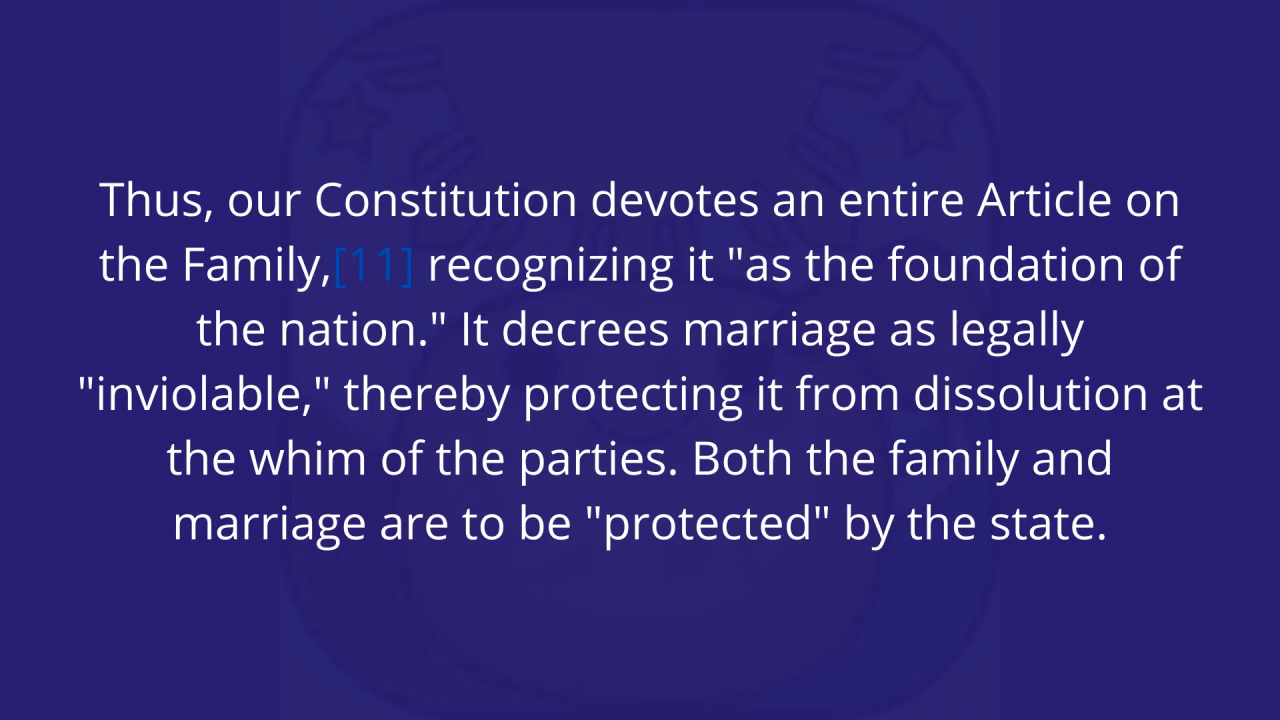 Thus, our Constitution devotes an entire Article on
the Family,[11] recognizing it "as the foundation of
the nation." It decrees marriage as legally
"inviolable," thereby protecting it from dissolution at
the whim of the parties. Both the family and
marriage are to be "protected" by the state.